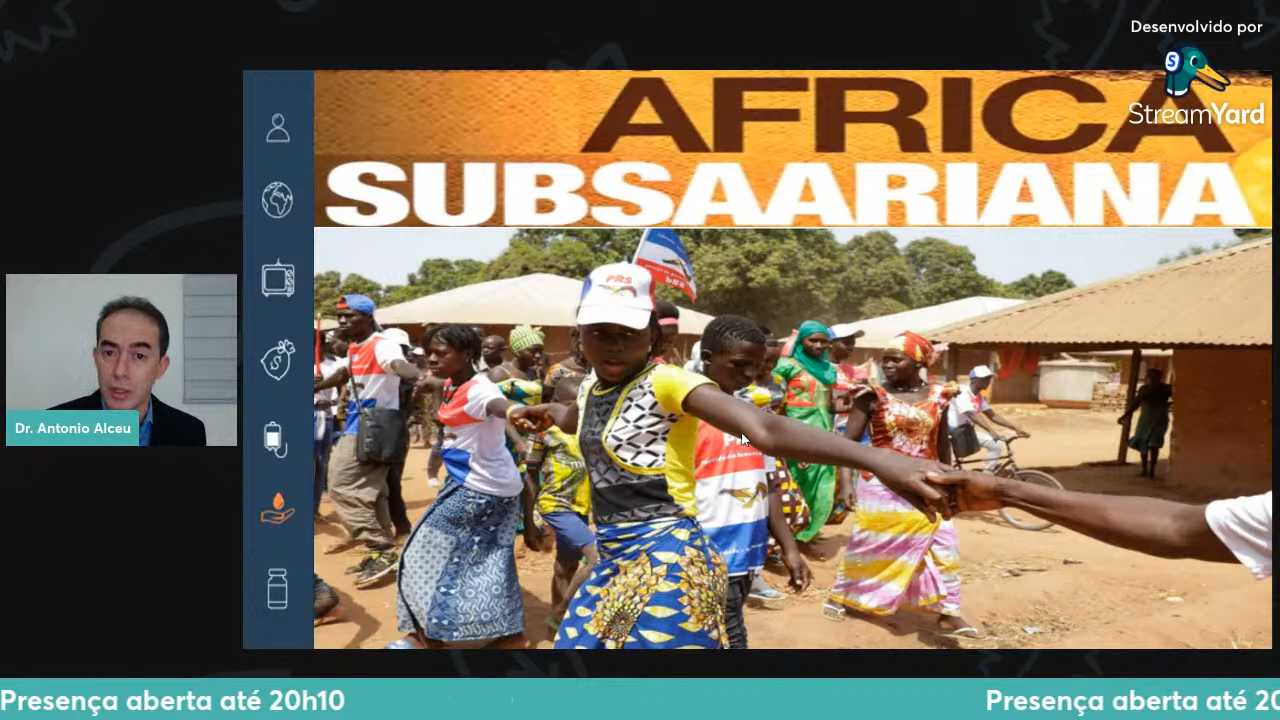 Desenvolvido por
StreamYard
AFRICA
SUBSAARIANA
PRS
Dr. Antonio Alceu
Presença aberta até 20h10
Presença aberta até 20